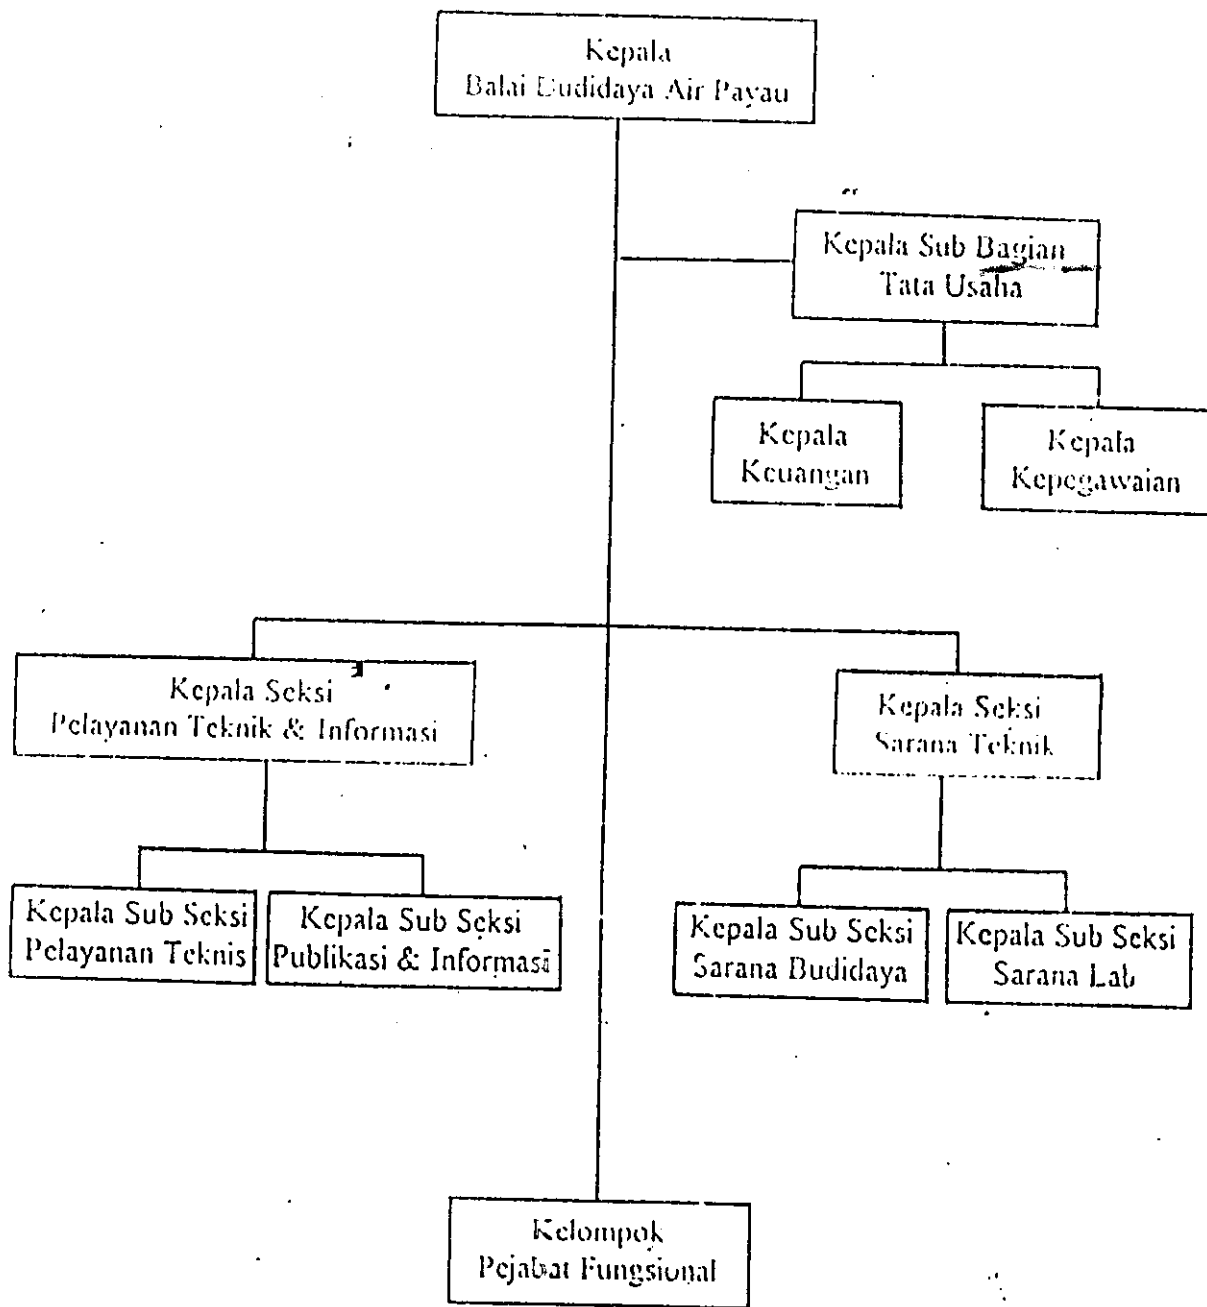 Kepala
Balai Budidaya Air Payau
Kepala Sub Bagian
Tata Usaha
Kepala
Keuangan
Kepala
Kepegawaian
Kepala Seksi
Pelayanan Teknik & Informasi
Kepala Seksi
Sarana Teknik
Kepala Sub Seksi
Pelayanan Teknis
Kepala Sub Seksi
Publikasi & Informasi
Kepala Sub Seksi
Sarana Budidaya
Kepala Sub Seksi
Sarana Lab
Kelompok
Pejabat Fungsional